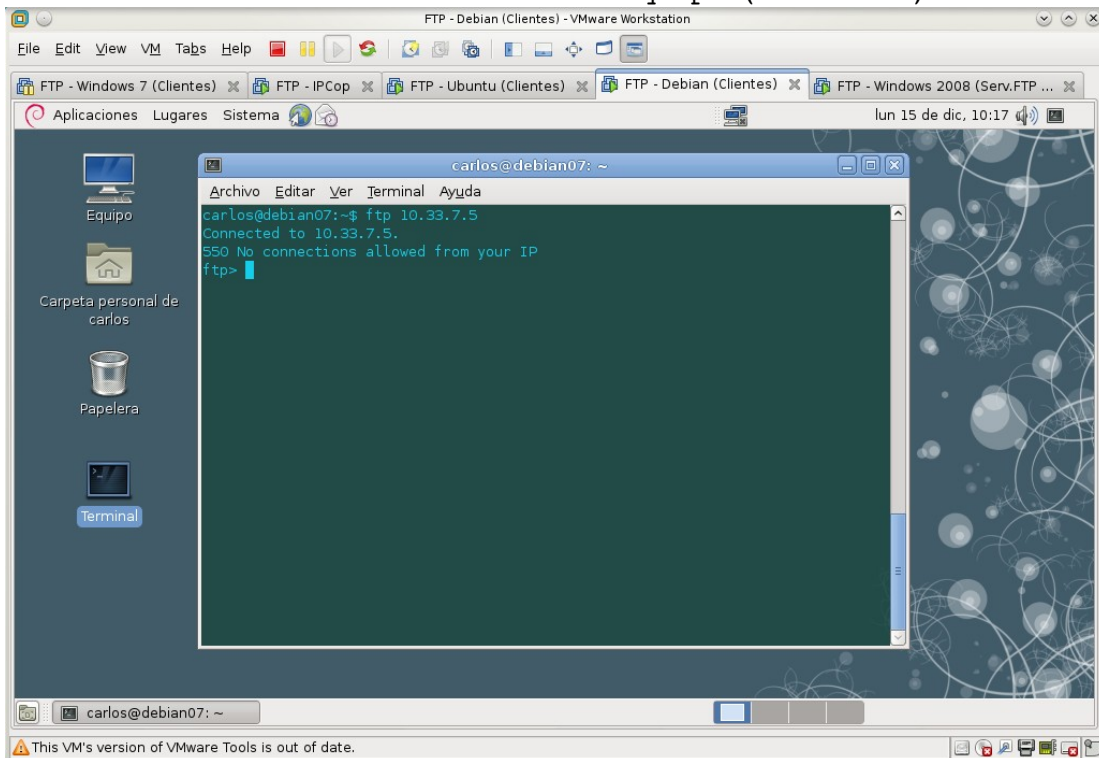 FTP - Debian (Clientes) - VMware Workstation
File Edit View VM Tabs Help
FTP - Windows 7 (Clientes) FTP - IPCop FTP - Ubuntu (Clientes) FTP - Debian (Clientes) FTP - Windows 2008 (Serv.FTP ...
Aplicaciones Lugares Sistema lun 15 de dic, 10:17
carlos@debian07: ~
Archivo Editar Ver Terminal Ayuda
carlos@debian07:~$ ftp 10.33.7.5
Connected to 10.33.7.5.
550 No connections allowed from your IP
ftp>
Equipo
Carpeta personal de
carlos
Papelera
Terminal
carlos@debian07: ~
This VM's version of VMware Tools is out of date.